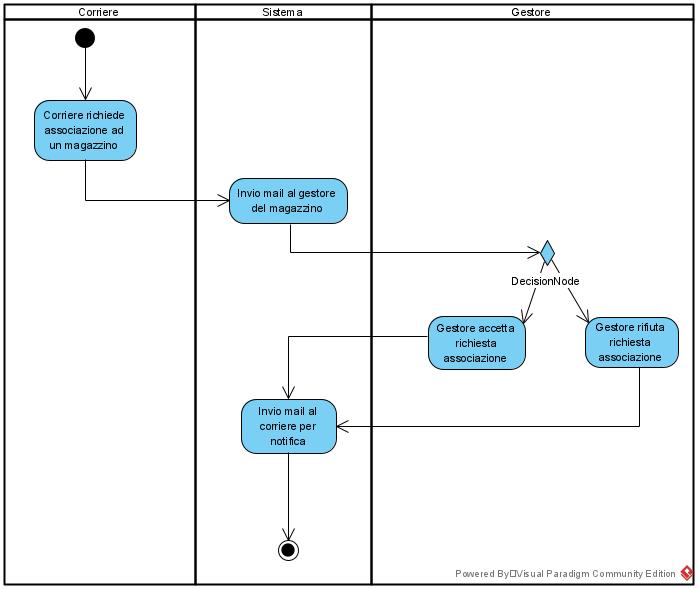 Corriere
Sistema
Gestore
Corriere richiede
associazione ad
un magazzino
Invio mail al gestore
del magazzino
DecisionNode
Gestore accetta
richiesta
associazione
Gestore rifiuta
richiesta
associazione
Invio mail al
corriere per
notifica
Powered By□Visual Paradigm Community Edition